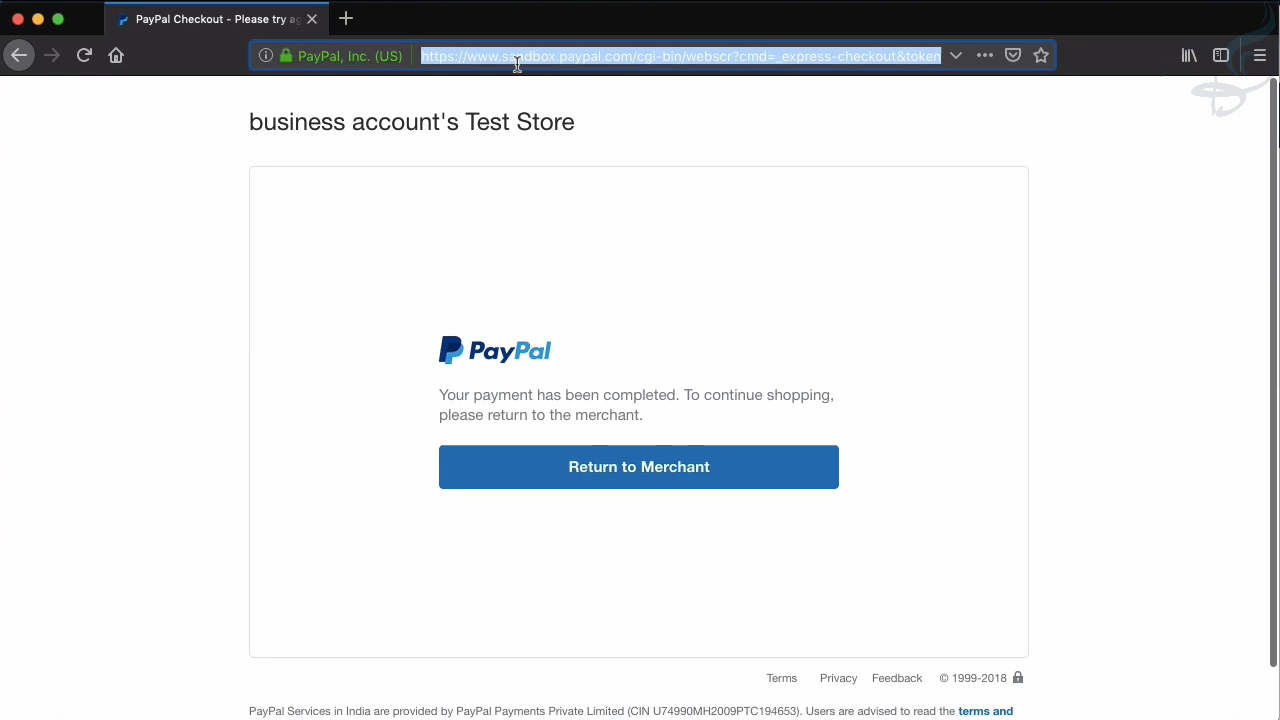 PayPal Checkout - Please try ag
PayPal, Inc. (US) https://www.sandbox.paypal.com/cgi-bin/webscr?cmd=_express-checkout&token
business account's Test Store
PayPal
Your payment has been completed. To continue shopping,
please return to the merchant.
Return to Merchant
Terms Privacy Feedback © 1999-2018
PayPal Services in India are provided by PayPal Payments Private Limited (CIN U74990MH2009PTC194653). Users are advised to read the terms and